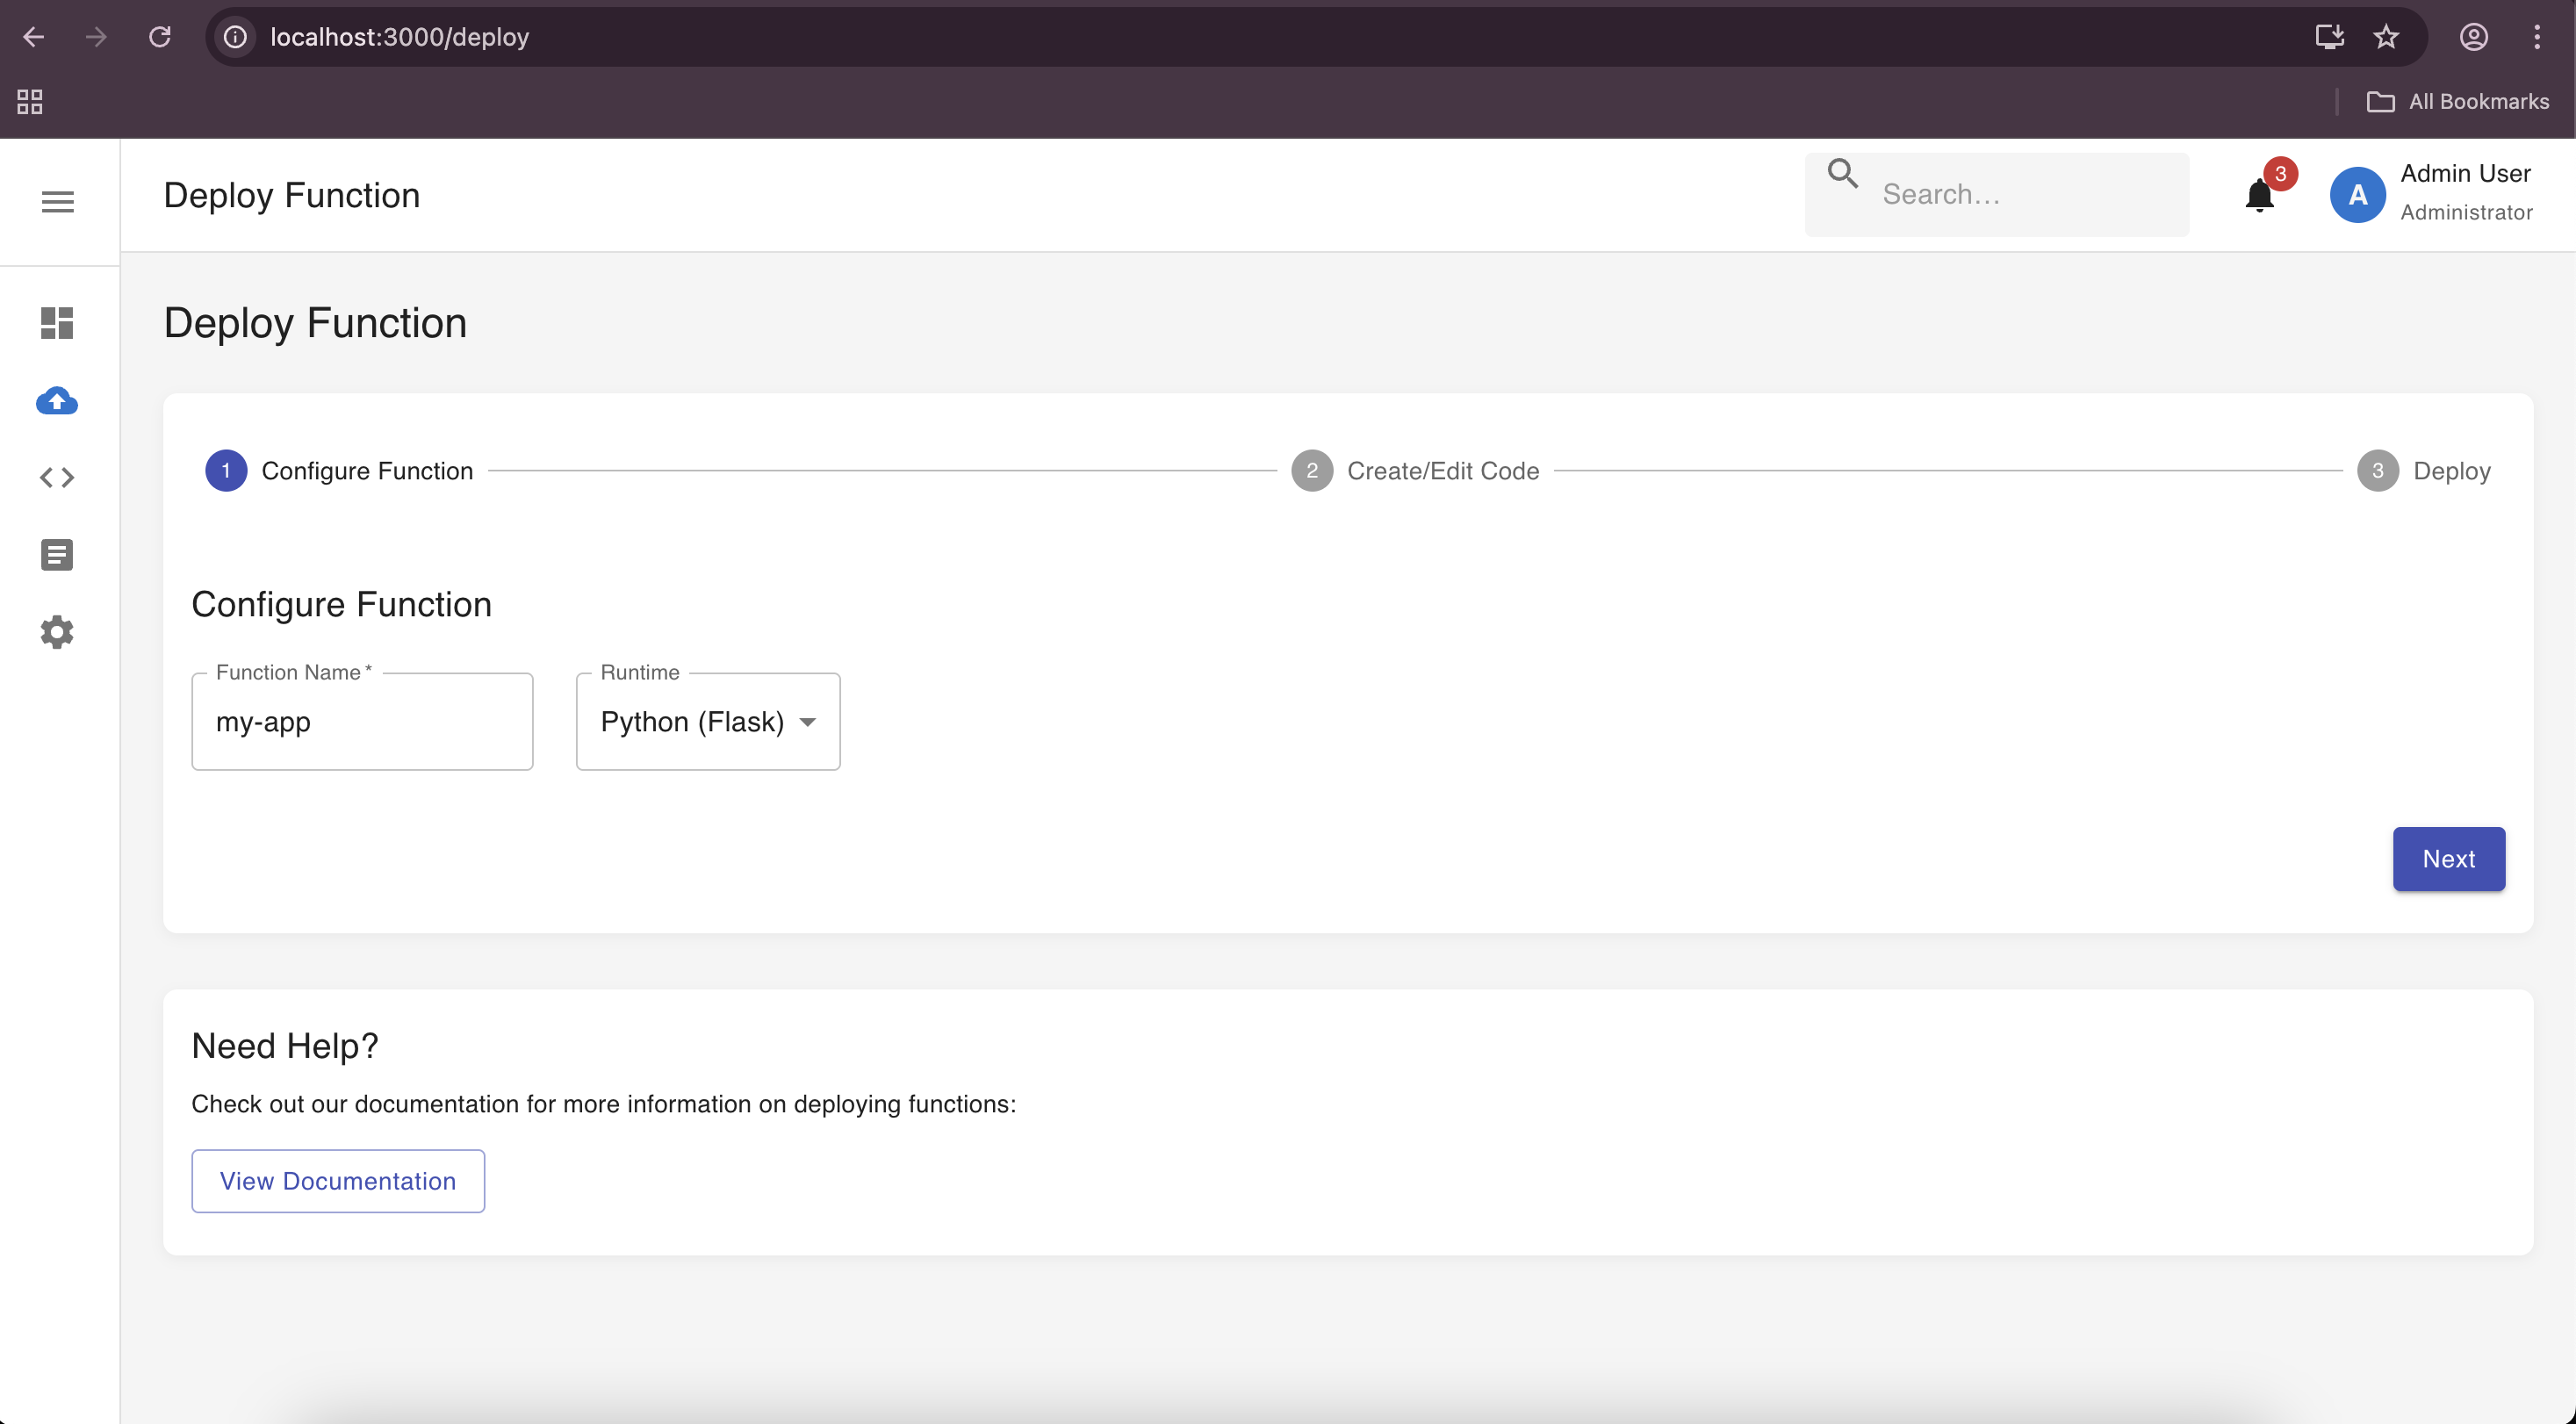 localhost:3000/deploy
All Bookmarks
Deploy Function
Search…
3
A
Admin User
Administrator
Deploy Function
1 Configure Function
2 Create/Edit Code
3 Deploy
Configure Function
Function Name *
my-app
Runtime
Python (Flask)
Next
Need Help?
Check out our documentation for more information on deploying functions:
View Documentation